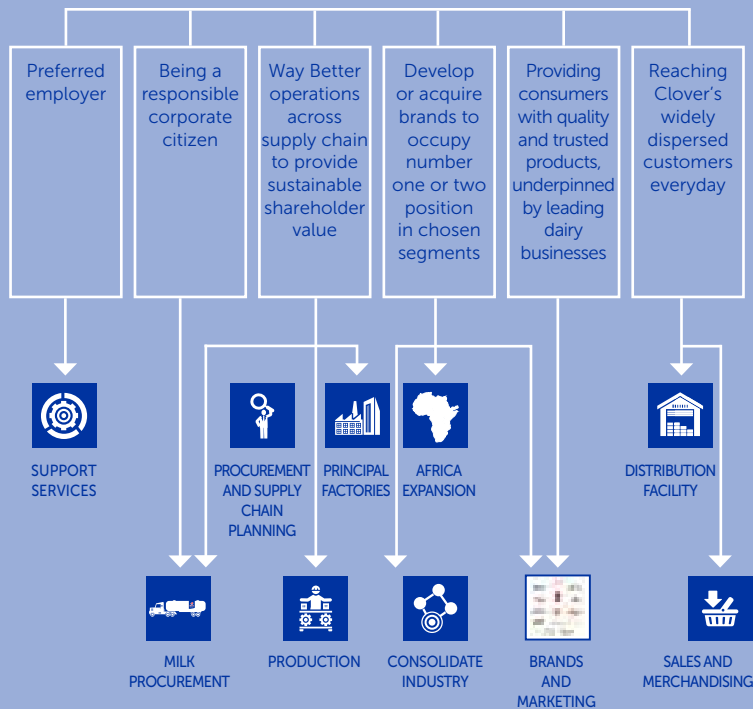 Preferred
employer
Being a
responsible
corporate
citizen
Way Better
operations
across
supply chain
to provide
sustainable
shareholder
value
Develop
or acquire
brands to
occupy
number
one or two
position
in chosen
segments
Providing
consumers
with quality
and trusted
products,
underpinned
by leading
dairy
businesses
Reaching
Clover’s
widely
dispersed
customers
everyday
SUPPORT
SERVICES
PROCUREMENT
AND SUPPLY
CHAIN
PLANNING
PRINCIPAL
FACTORIES
AFRICA
EXPANSION
DISTRIBUTION
FACILITY
MILK
PROCUREMENT
PRODUCTION
CONSOLIDATE
INDUSTRY
BRANDS
AND
MARKETING
SALES AND
MERCHANDISING